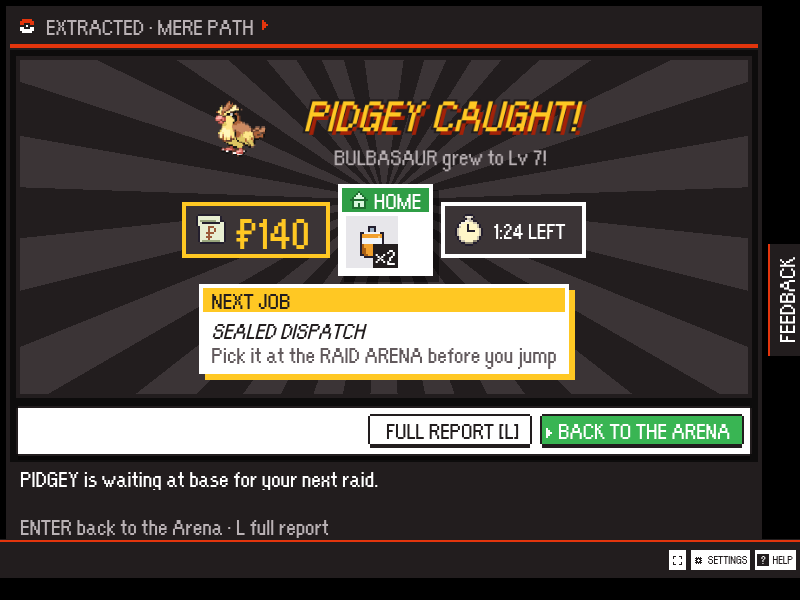 EXTRACTED · MERE PATH
PIDGEY CAUGHT!
BULBASAUR grew to Lv 7!
₽140
HOME
×2
1:24 LEFT
NEXT JOB
SEALED DISPATCH
Pick it at the RAID ARENA before you jump
FEEDBACK
FULL REPORT [L]
BACK TO THE ARENA
PIDGEY is waiting at base for your next raid.
ENTER back to the Arena · L full report
SETTINGS
? HELP